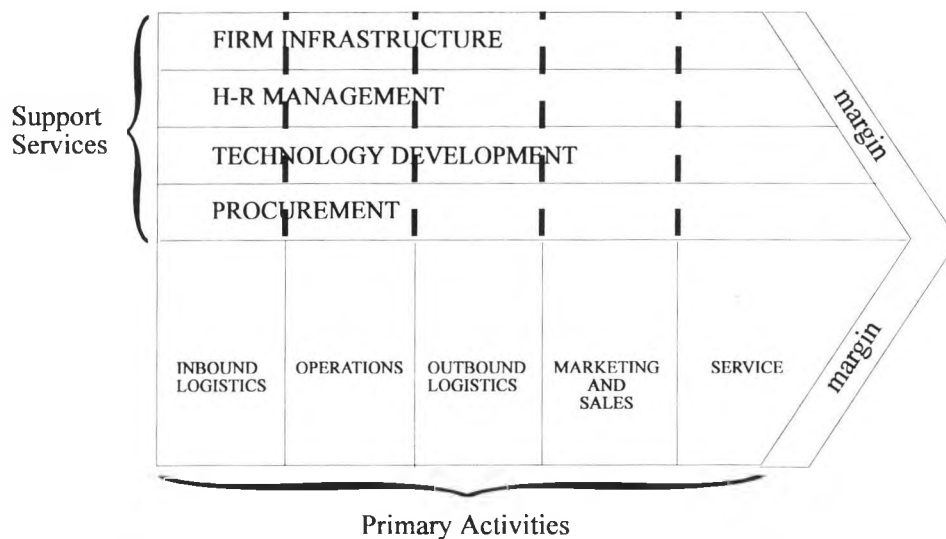 FIRM INFRASTRUCTURE
H-R MANAGEMENT
Support
Services
TECHNOLOGY DEVELOPMENT
PROCUREMENT
margin
margin
INBOUND
LOGISTICS
OPERATIONS
OUTBOUND
LOGISTICS
MARKETING
AND
SALES
SERVICE
Primary Activities